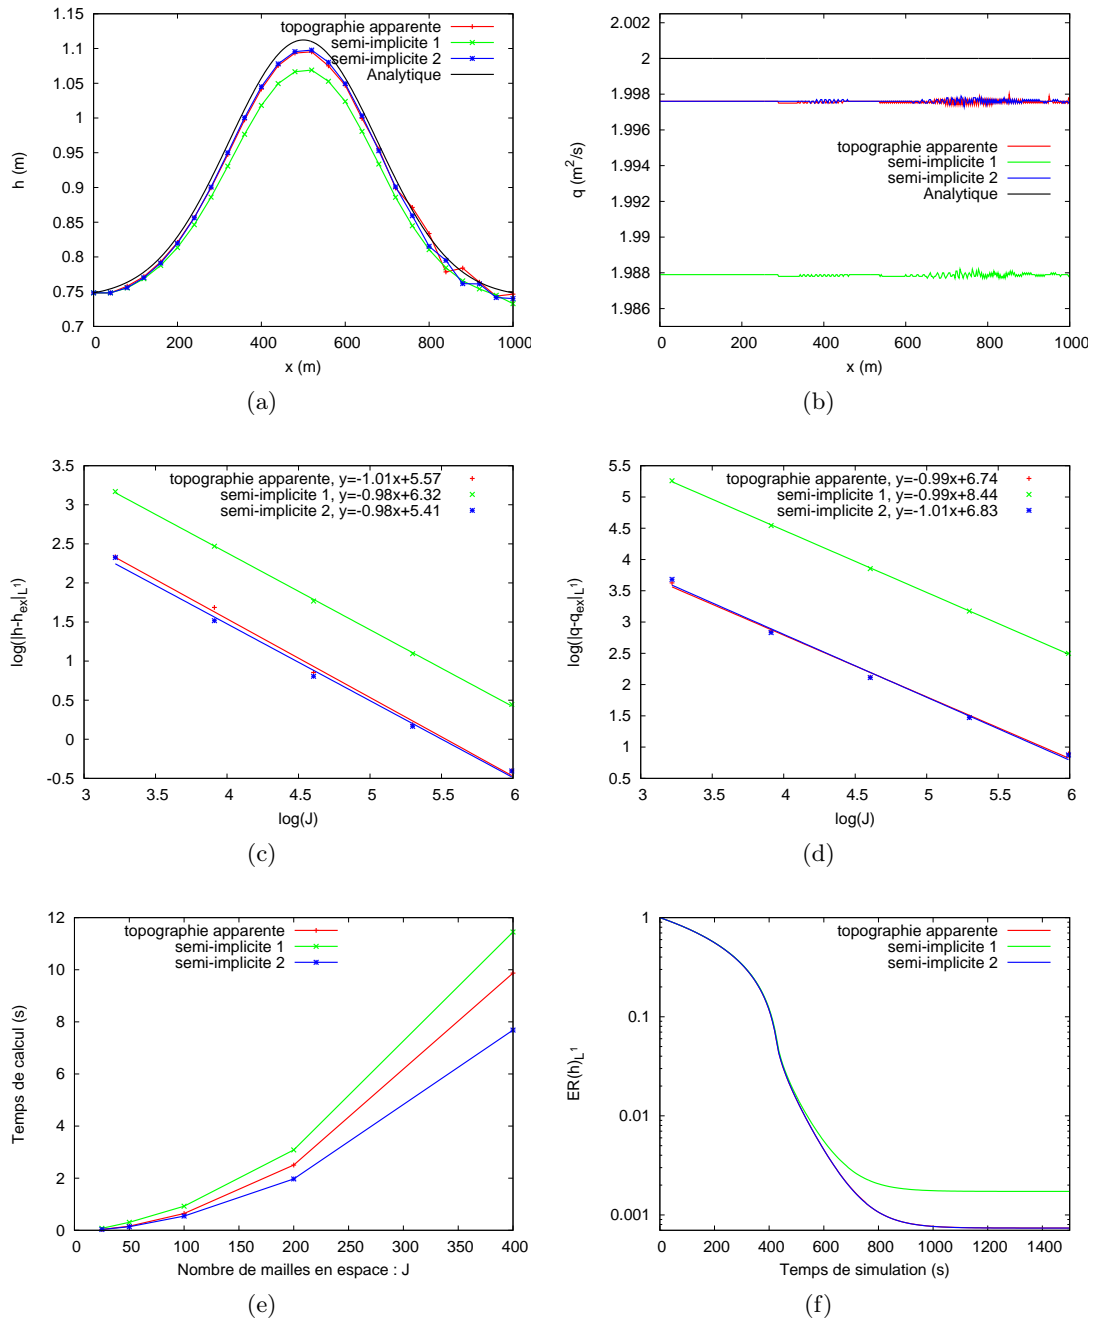 topographie apparente
semi-implicite 1
semi-implicite 2
Analytique
1.15
1.1
1.05
1
0.95
0.9
0.85
0.8
0.75
0.7
h (m)
0
200
400
600
800
1000
x (m)
(a)
topographie apparente
semi-implicite 1
semi-implicite 2
Analytique
2.002
2
1.998
1.996
1.994
1.992
1.99
1.988
1.986
q (m²/s)
0
200
400
600
800
1000
x (m)
(b)
topographie apparente, y=-1.01x+5.57
semi-implicite 1, y=-0.98x+6.32
semi-implicite 2, y=-0.98x+5.41
3.5
3
2.5
2
1.5
1
0.5
0
-0.5
log(|h-h_ex|_L¹)
3
3.5
4
4.5
5
5.5
6
log(J)
(c)
topographie apparente, y=-0.99x+6.74
semi-implicite 1, y=-0.99x+8.44
semi-implicite 2, y=-1.01x+6.83
5.5
5
4.5
4
3.5
3
2.5
2
1.5
1
0.5
log(|q-q_ex|_L¹)
3
3.5
4
4.5
5
5.5
6
log(J)
(d)
topographie apparente
semi-implicite 1
semi-implicite 2
12
10
8
6
4
2
0
Temps de calcul (s)
0
50
100
150
200
250
300
350
400
Nombre de mailles en espace : J
(e)
topographie apparente
semi-implicite 1
semi-implicite 2
1
0.1
0.01
0.001
ER(h)_L¹
0
200
400
600
800
1000
1200
1400
Temps de simulation (s)
(f)